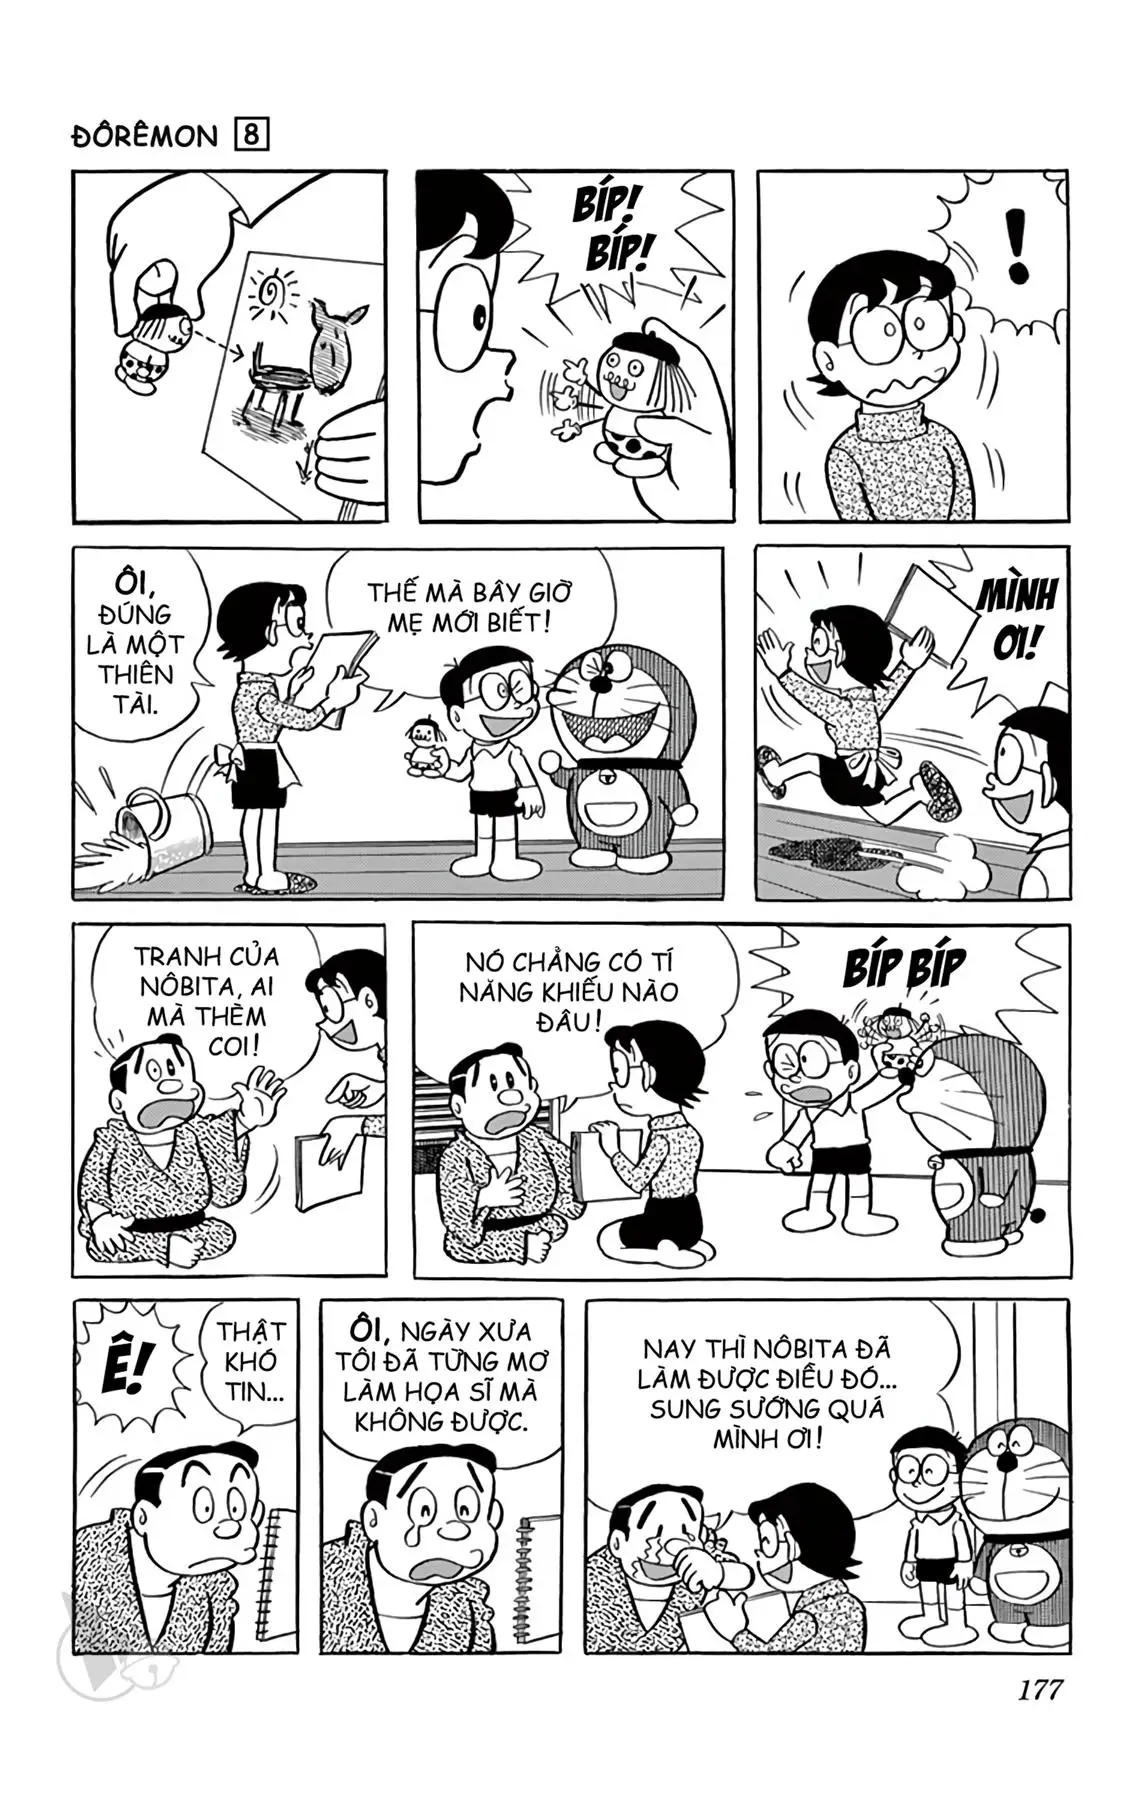 ĐÔRÊMON 8
BÍP!
BÍP!
!
ÔI,
ĐÚNG
LÀ MỘT
THIÊN
TÀI.
THẾ MÀ BÂY GIỜ
MẸ MỚI BIẾT!
MÌNH
ƠI!
TRANH CỦA
NÔBITA, AI
MÀ THÈM
COI!
NÓ CHẲNG CÓ TÍ
NĂNG KHIẾU NÀO
ĐÂU!
BÍP BÍP
Ê!
THẬT
KHÓ
TIN...
ÔI, NGÀY XƯA
TÔI ĐÃ TỪNG MƠ
LÀM HỌA SĨ MÀ
KHÔNG ĐƯỢC.
NAY THÌ NÔBITA ĐÃ
LÀM ĐƯỢC ĐIỀU ĐÓ...
SUNG SƯỚNG QUÁ
MÌNH ƠI!
177